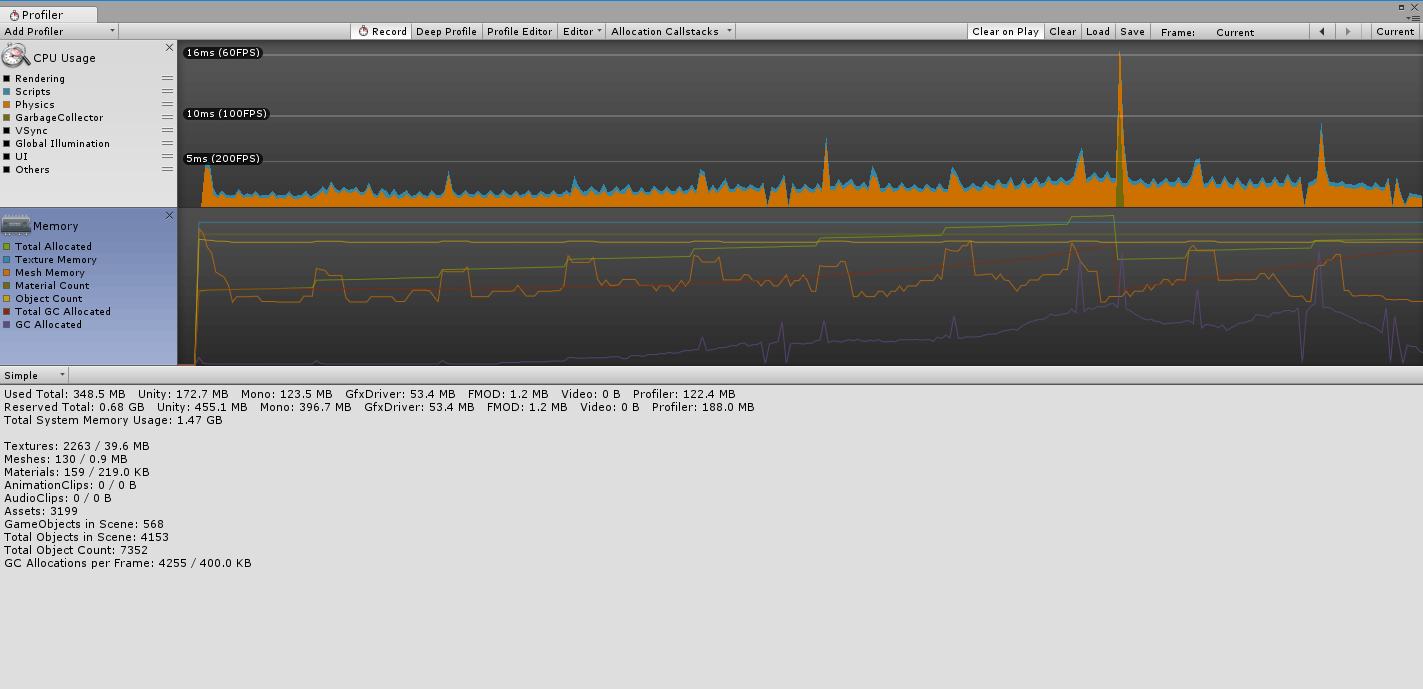 Profiler
Add Profiler Record Deep Profile Profile Editor Editor Allocation Callstacks Clear on Play Clear Load Save Frame: Current Current
CPU Usage
Rendering
Scripts
Physics
GarbageCollector
VSync
Global Illumination
UI
Others
16ms (60FPS)
10ms (100FPS)
5ms (200FPS)
Memory
Total Allocated
Texture Memory
Mesh Memory
Material Count
Object Count
Total GC Allocated
GC Allocated
Simple
Used Total: 348.5 MB Unity: 172.7 MB Mono: 123.5 MB GfxDriver: 53.4 MB FMOD: 1.2 MB Video: 0 B Profiler: 122.4 MB
Reserved Total: 0.68 GB Unity: 455.1 MB Mono: 396.7 MB GfxDriver: 53.4 MB FMOD: 1.2 MB Video: 0 B Profiler: 188.0 MB
Total System Memory Usage: 1.47 GB
Textures: 2263 / 39.6 MB
Meshes: 130 / 0.9 MB
Materials: 159 / 219.0 KB
AnimationClips: 0 / 0 B
AudioClips: 0 / 0 B
Assets: 3199
GameObjects in Scene: 568
Total Objects in Scene: 4153
Total Object Count: 7352
GC Allocations per Frame: 4255 / 400.0 KB